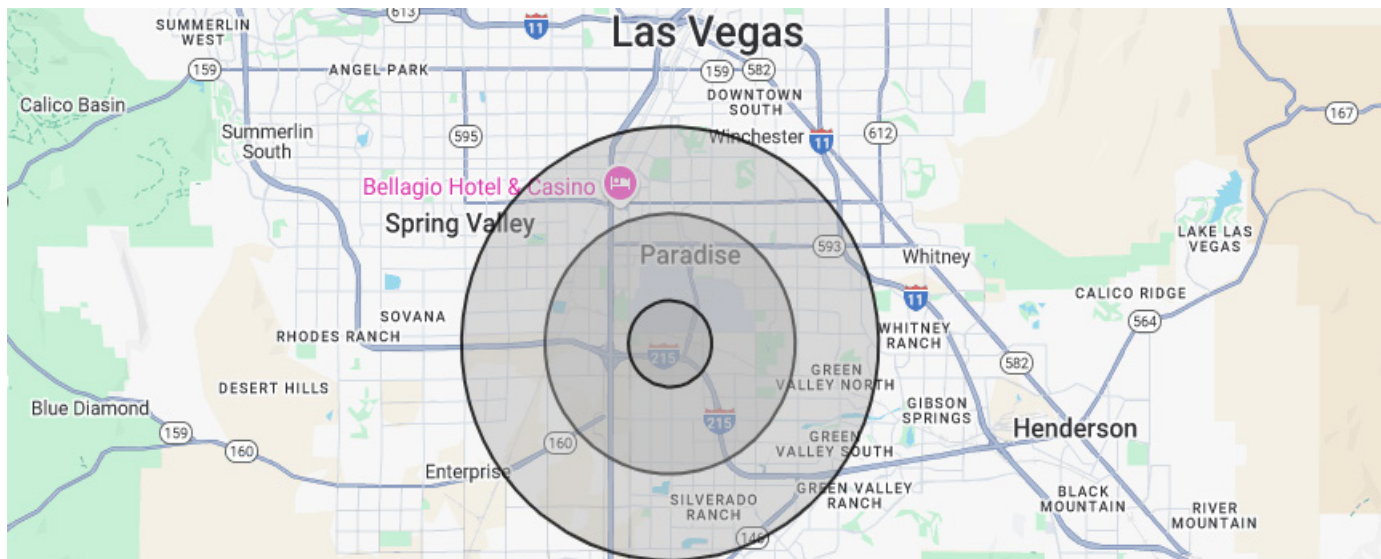 613
SUMMERLIN
WEST
11
Las Vegas
159
ANGEL PARK
159
582
Calico Basin
DOWNTOWN
SOUTH
167
Summerlin
South
595
Winchester
11
612
Bellagio Hotel & Casino
Spring Valley
LAKE LAS
VEGAS
Paradise
593
Whitney
11
CALICO RIDGE
SOVANA
564
RHODES RANCH
WHITNEY
RANCH
215
582
DESERT HILLS
GREEN
VALLEY NORTH
Blue Diamond
GIBSON
SPRINGS
159
160
215
160
GREEN
VALLEY SOUTH
Henderson
Enterprise
SILVERADO
RANCH
GREEN VALLEY
RANCH
BLACK
MOUNTAIN
RIVER
MOUNTAIN
146